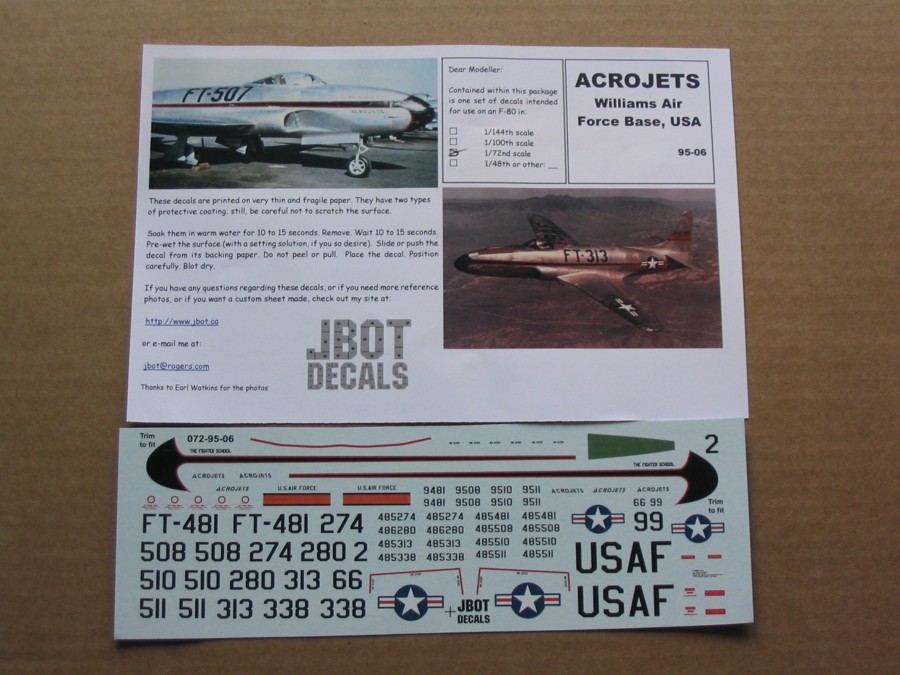 FT-507
Dear Modeller:
Contained within this package
is one set of decals intended
for use on an F-80 in:
1/144th scale
1/100th scale
1/72nd scale
1/48th or other: __
ACROJETS
Williams Air
Force Base, USA
95-06
These decals are printed on very thin and fragile paper. They have two types
of protective coating; still, be careful not to scratch the surface.
Soak them in warm water for 10 to 15 seconds. Remove. Wait 10 to 15 seconds.
Pre-wet the surface (with a setting solution, if you so desire). Slide or push the
decal from its backing paper. Do not peel or pull. Place the decal. Position
carefully. Blot dry.
If you have any questions regarding these decals, or if you need more reference
photos, or if you want a custom sheet made, check out my site at:
http://www.jbot.ca
or e-mail me at:
jbot@rogers.com
Thanks to Earl Watkins for the photos.
JBOT
DECALS
FT-313
Trim
to fit
072-95-06
2
THE FIGHTER SCHOOL
THE FIGHTER SCHOOL
ACROJETS ACROJETS
ACROJETS
U.S.AIR FORCE U.S.AIR FORCE
9481 9508 9510 9511
9481 9508 9510 9511
ACROJETS ACROJETS ACROJETS
66 99
Trim
to fit
FT-481 FT-481 274
485274 485274 485481 485481
99
508 508 274 280 2
486280 486280 485508 485508
485313 485313 485510 485510
485338 485338 485511 485511
USAF
510 510 280 313 66
511 511 313 338 338
+JBOT
DECALS
USAF